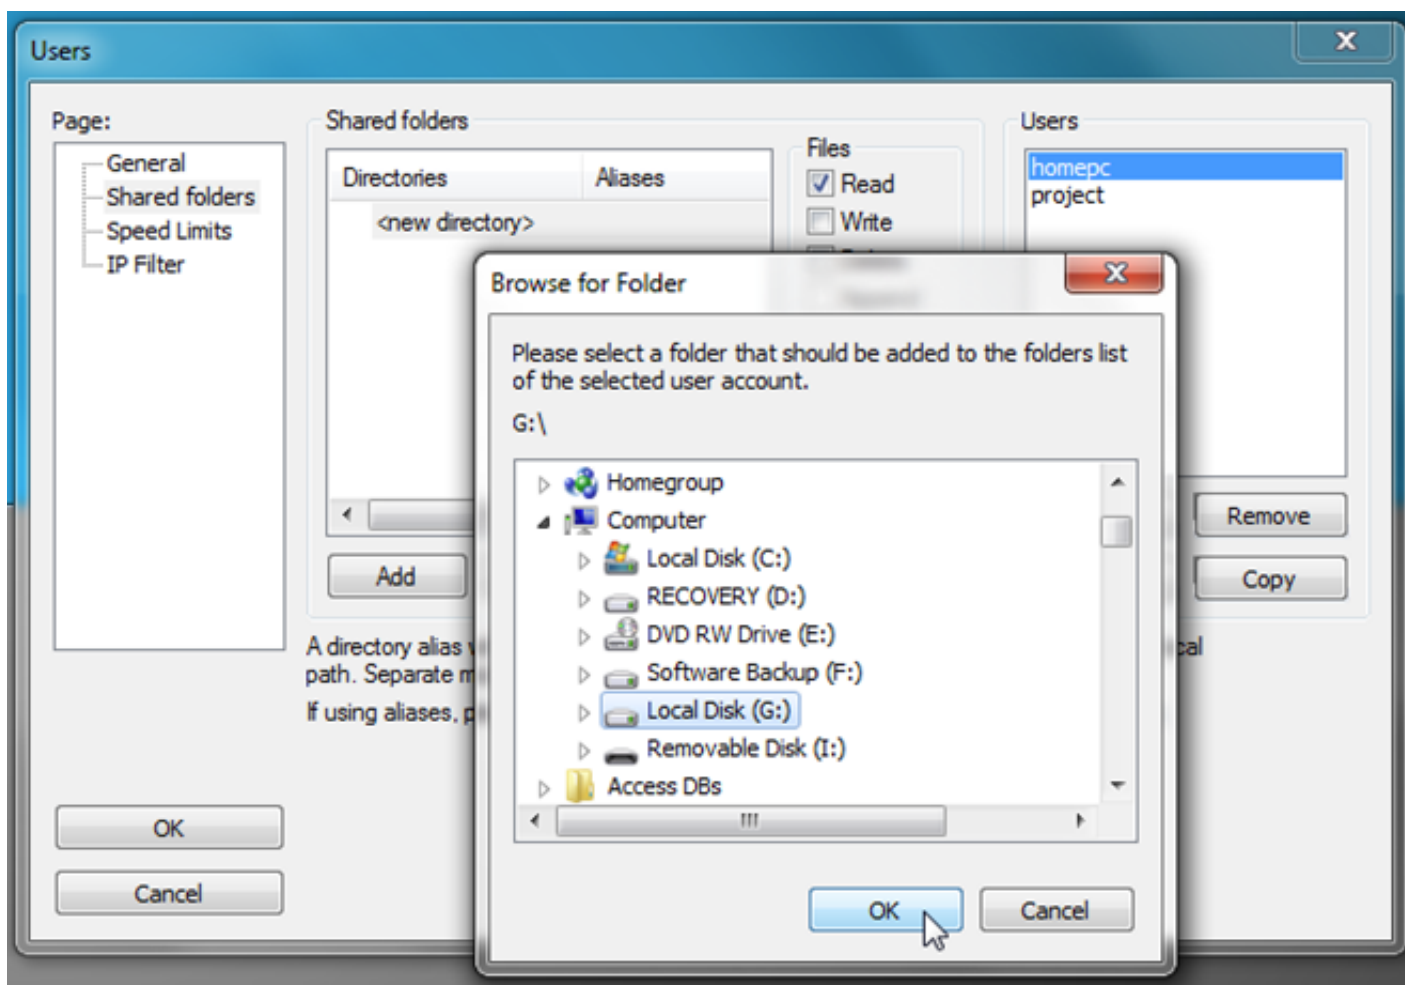 Users
Page:
General
Shared folders
Speed Limits
IP Filter
Shared folders
Directories Aliases
<new directory>
Files
Read
Write
Users
homepc
project
Add
Remove
Copy
A directory alias
path. Separate
If using aliases,
cal
OK
Cancel
Browse for Folder
Please select a folder that should be added to the folders list
of the selected user account.
G:\
Homegroup
Computer
Local Disk (C:)
RECOVERY (D:)
DVD RW Drive (E:)
Software Backup (F:)
Local Disk (G:)
Removable Disk (I:)
Access DBs
OK
Cancel